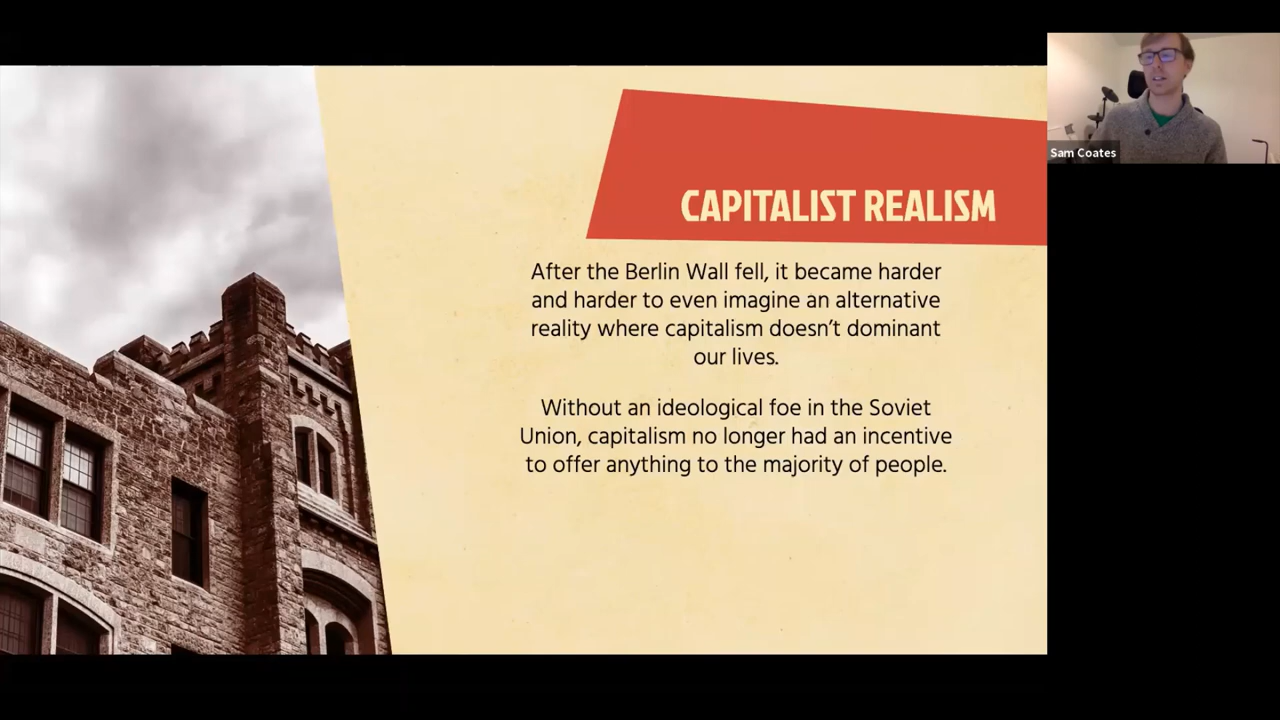 CAPITALIST REALISM
After the Berlin Wall fell, it became harder
and harder to even imagine an alternative
reality where capitalism doesn’t dominant
our lives.
Without an ideological foe in the Soviet
Union, capitalism no longer had an incentive
to offer anything to the majority of people.
Sam Coates